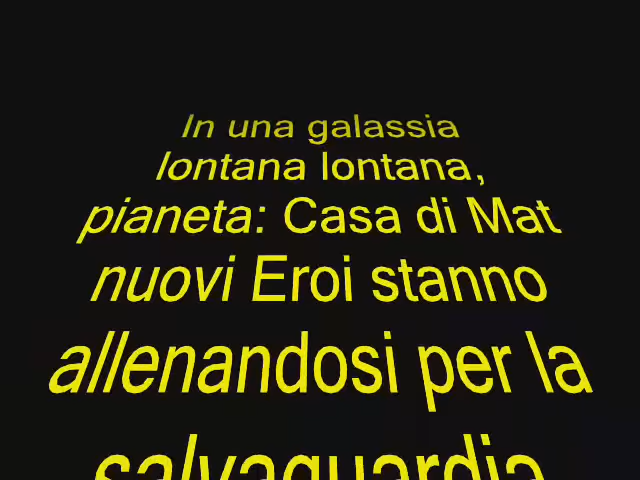 In una galassia
lontana lontana,
pianeta: Casa di Mat
nuovi Eroi stanno
allenandosi per la
salvaguardia